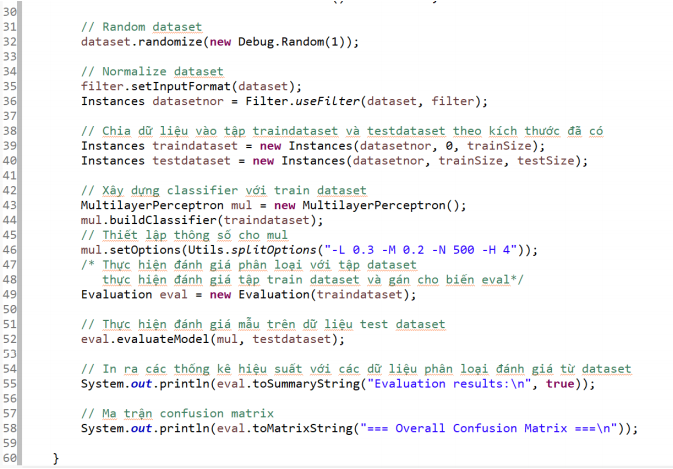 30
31 // Random dataset
32 dataset.randomize(new Debug.Random(1));
33
34 // Normalize dataset
35 filter.setInputFormat(dataset);
36 Instances datasetnor = Filter.useFilter(dataset, filter);
37
38 // Chia dữ liệu vào tập traindataset và testdataset theo kích thước đã có
39 Instances traindataset = new Instances(datasetnor, 0, trainSize);
40 Instances testdataset = new Instances(datasetnor, trainSize, testSize);
41
42 // Xây dựng classifier với train dataset
43 MultilayerPerceptron mul = new MultilayerPerceptron();
44 mul.buildClassifier(traindataset);
45 // Thiết lập thông số cho mul
46 mul.setOptions(Utils.splitOptions("-L 0.3 -M 0.2 -N 500 -H 4"));
47 /* Thực hiện đánh giá phân loại với tập dataset
48 thực hiện đánh giá tập train dataset và gán cho biến eval*/
49 Evaluation eval = new Evaluation(traindataset);
50
51 // Thực hiện đánh giá mẫu trên dữ liệu test dataset
52 eval.evaluateModel(mul, testdataset);
53
54 // In ra các thống kê hiệu suất với các dữ liệu phân loại đánh giá từ dataset
55 System.out.println(eval.toSummaryString("Evaluation results:\n", true));
56
57 // Ma trận confusion matrix
58 System.out.println(eval.toMatrixString("=== Overall Confusion Matrix ===\n"));
59
60 }